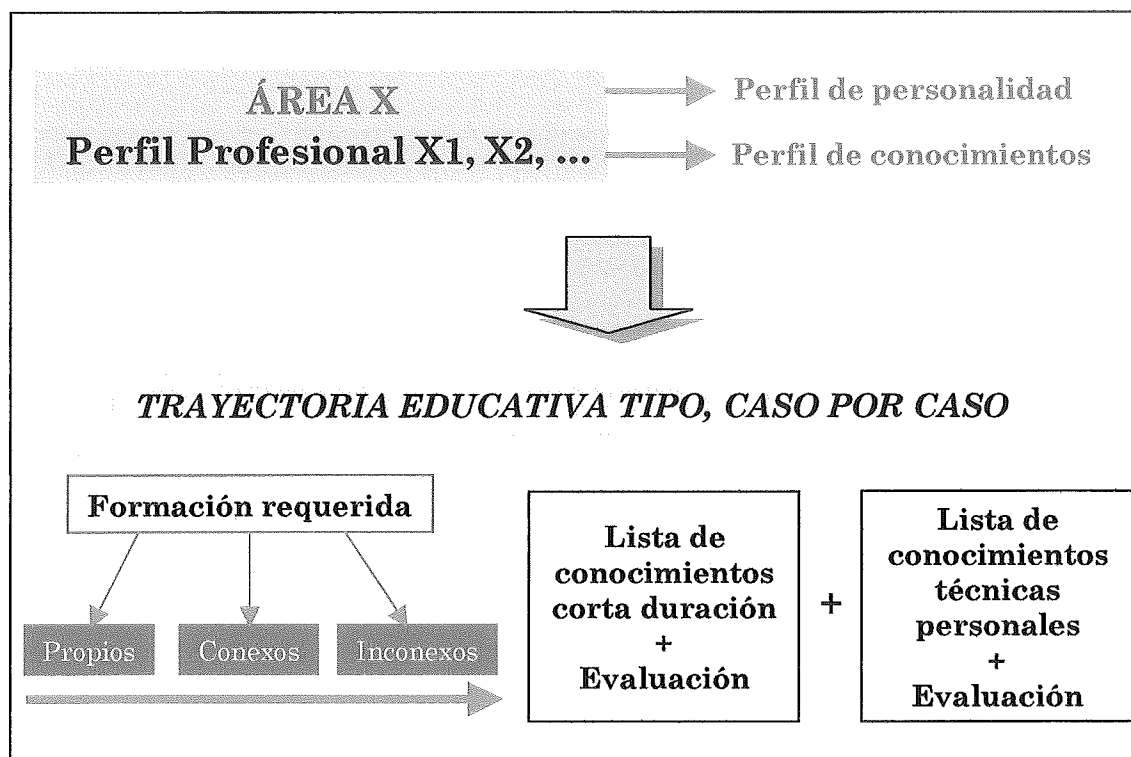 ÁREA X
Perfil Profesional X1, X2, ...
Perfil de personalidad
Perfil de conocimientos
TRAYECTORIA EDUCATIVA TIPO, CASO POR CASO
Formación requerida
Propios
Conexos
Inconexos
Lista de
conocimientos
corta duración
+
Evaluación
+
Lista de
conocimientos
técnicas
personales
+
Evaluación